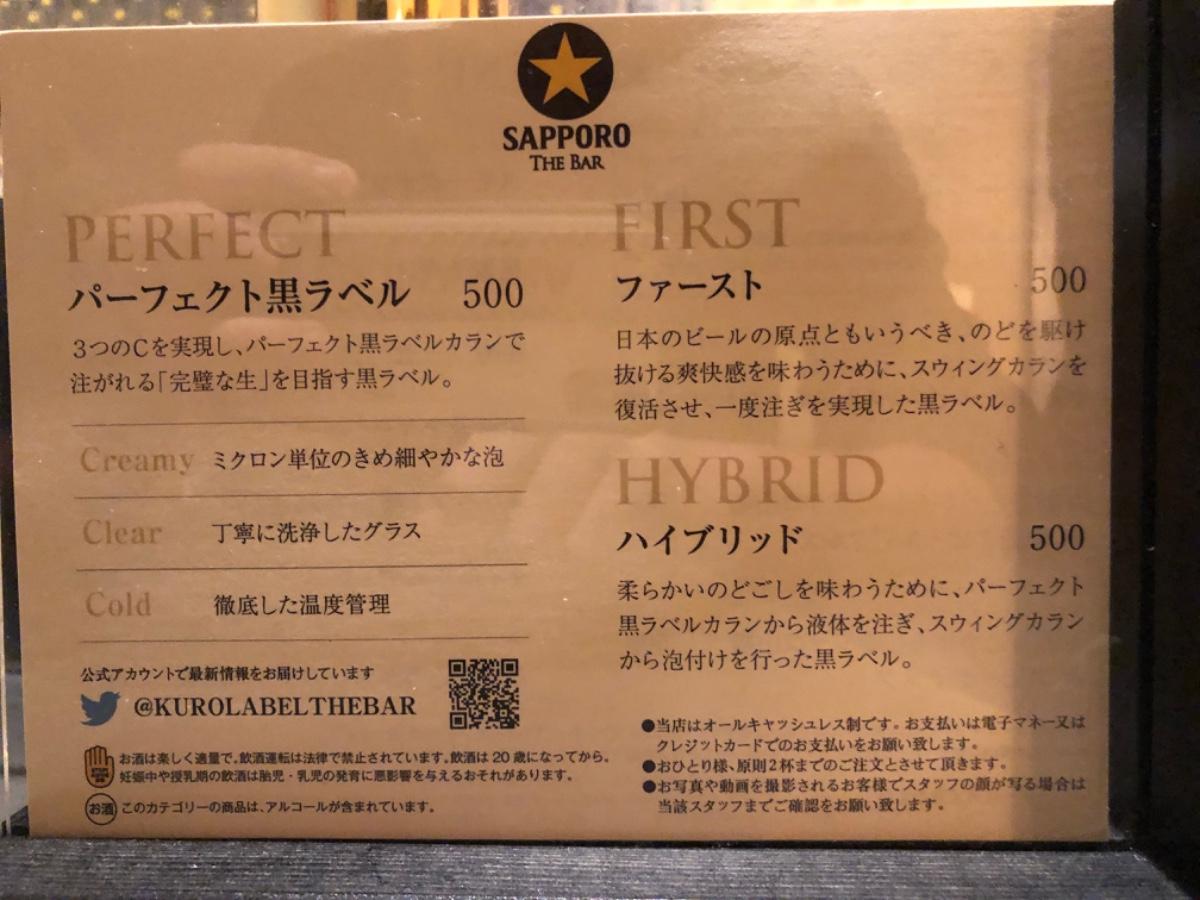 SAPPORO
THE BAR
PERFECT
パーフェクト黒ラベル 500
3つのCを実現し、パーフェクト黒ラベルカランで
注がれる「完璧な生」を目指す黒ラベル。
Creamy ミクロン単位のきめ細やかな泡
Clear 丁寧に洗浄したグラス
Cold 徹底した温度管理
公式アカウントで最新情報をお届けしています
@KUROLABELTHEBAR
お酒は楽しく適量で。飲酒運転は法律で禁止されています。飲酒は20歳になってから。
妊娠中や授乳期の飲酒は胎児・乳児の発育に悪影響を与えるおそれがあります。
お酒 このカテゴリーの商品は、アルコールが含まれています。
FIRST
ファースト 500
日本のビールの原点ともいうべき、のどを駆け
抜ける爽快感を味わうために、スウィングカランを
復活させ、一度注ぎを実現した黒ラベル。
HYBRID
ハイブリッド 500
柔らかいのどごしを味わうために、パーフェクト
黒ラベルカランから液体を注ぎ、スウィングカラン
から泡付けを行った黒ラベル。
●当店はオールキャッシュレス制です。お支払いは電子マネー又は
クレジットカードでのお支払いをお願い致します。
●おひとり様、原則2杯までのご注文とさせて頂きます。
●お写真や動画を撮影されるお客様でスタッフの顔が写る場合は
当該スタッフまでご確認をお願い致します。